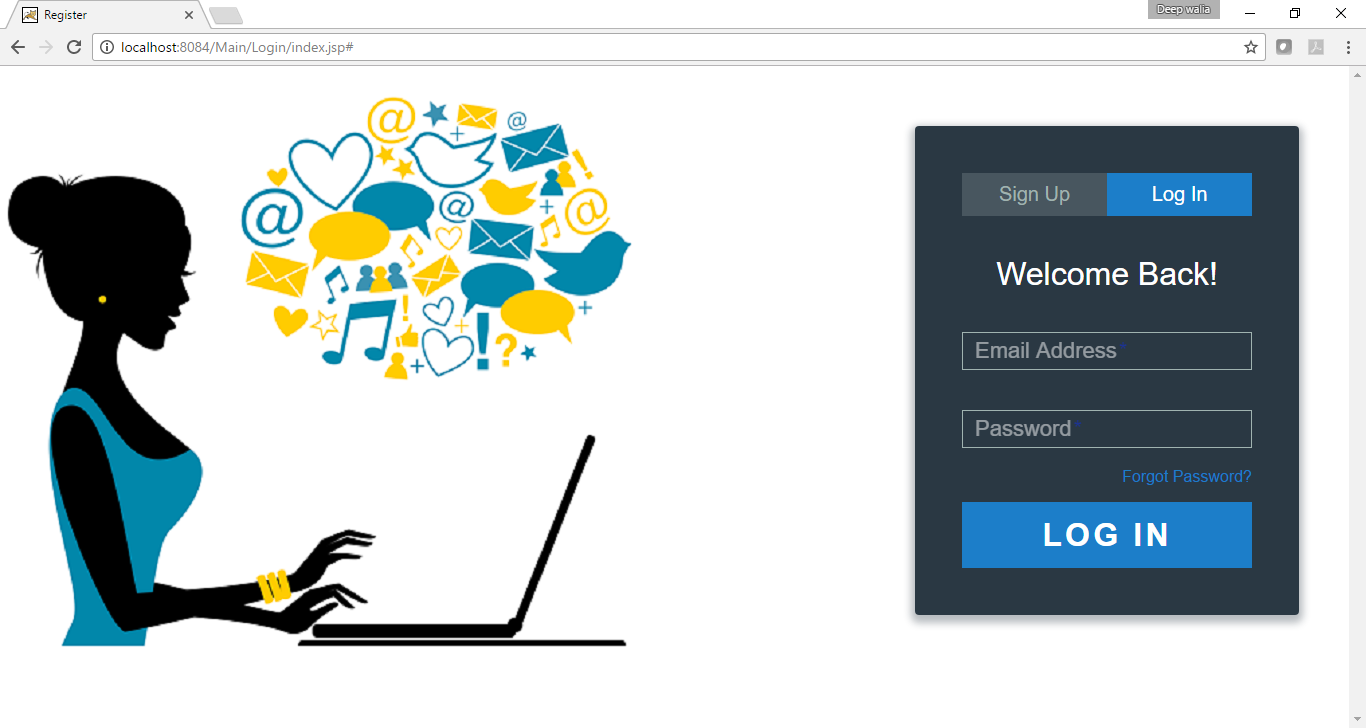 Register
Deep walia
localhost:8084/Main/Login/index.jsp#
Sign Up Log In
Welcome Back!
Email Address*
Password*
Forgot Password?
LOG IN